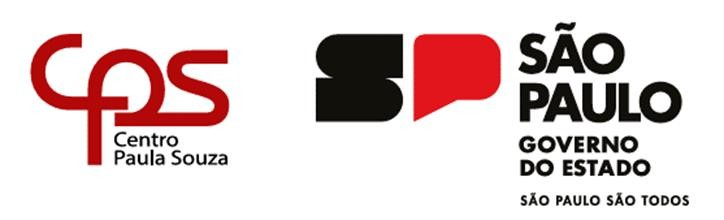 cps
Centro
Paula Souza
SP
SÃO
PAULO
GOVERNO
DO ESTADO
SÃO PAULO SÃO TODOS